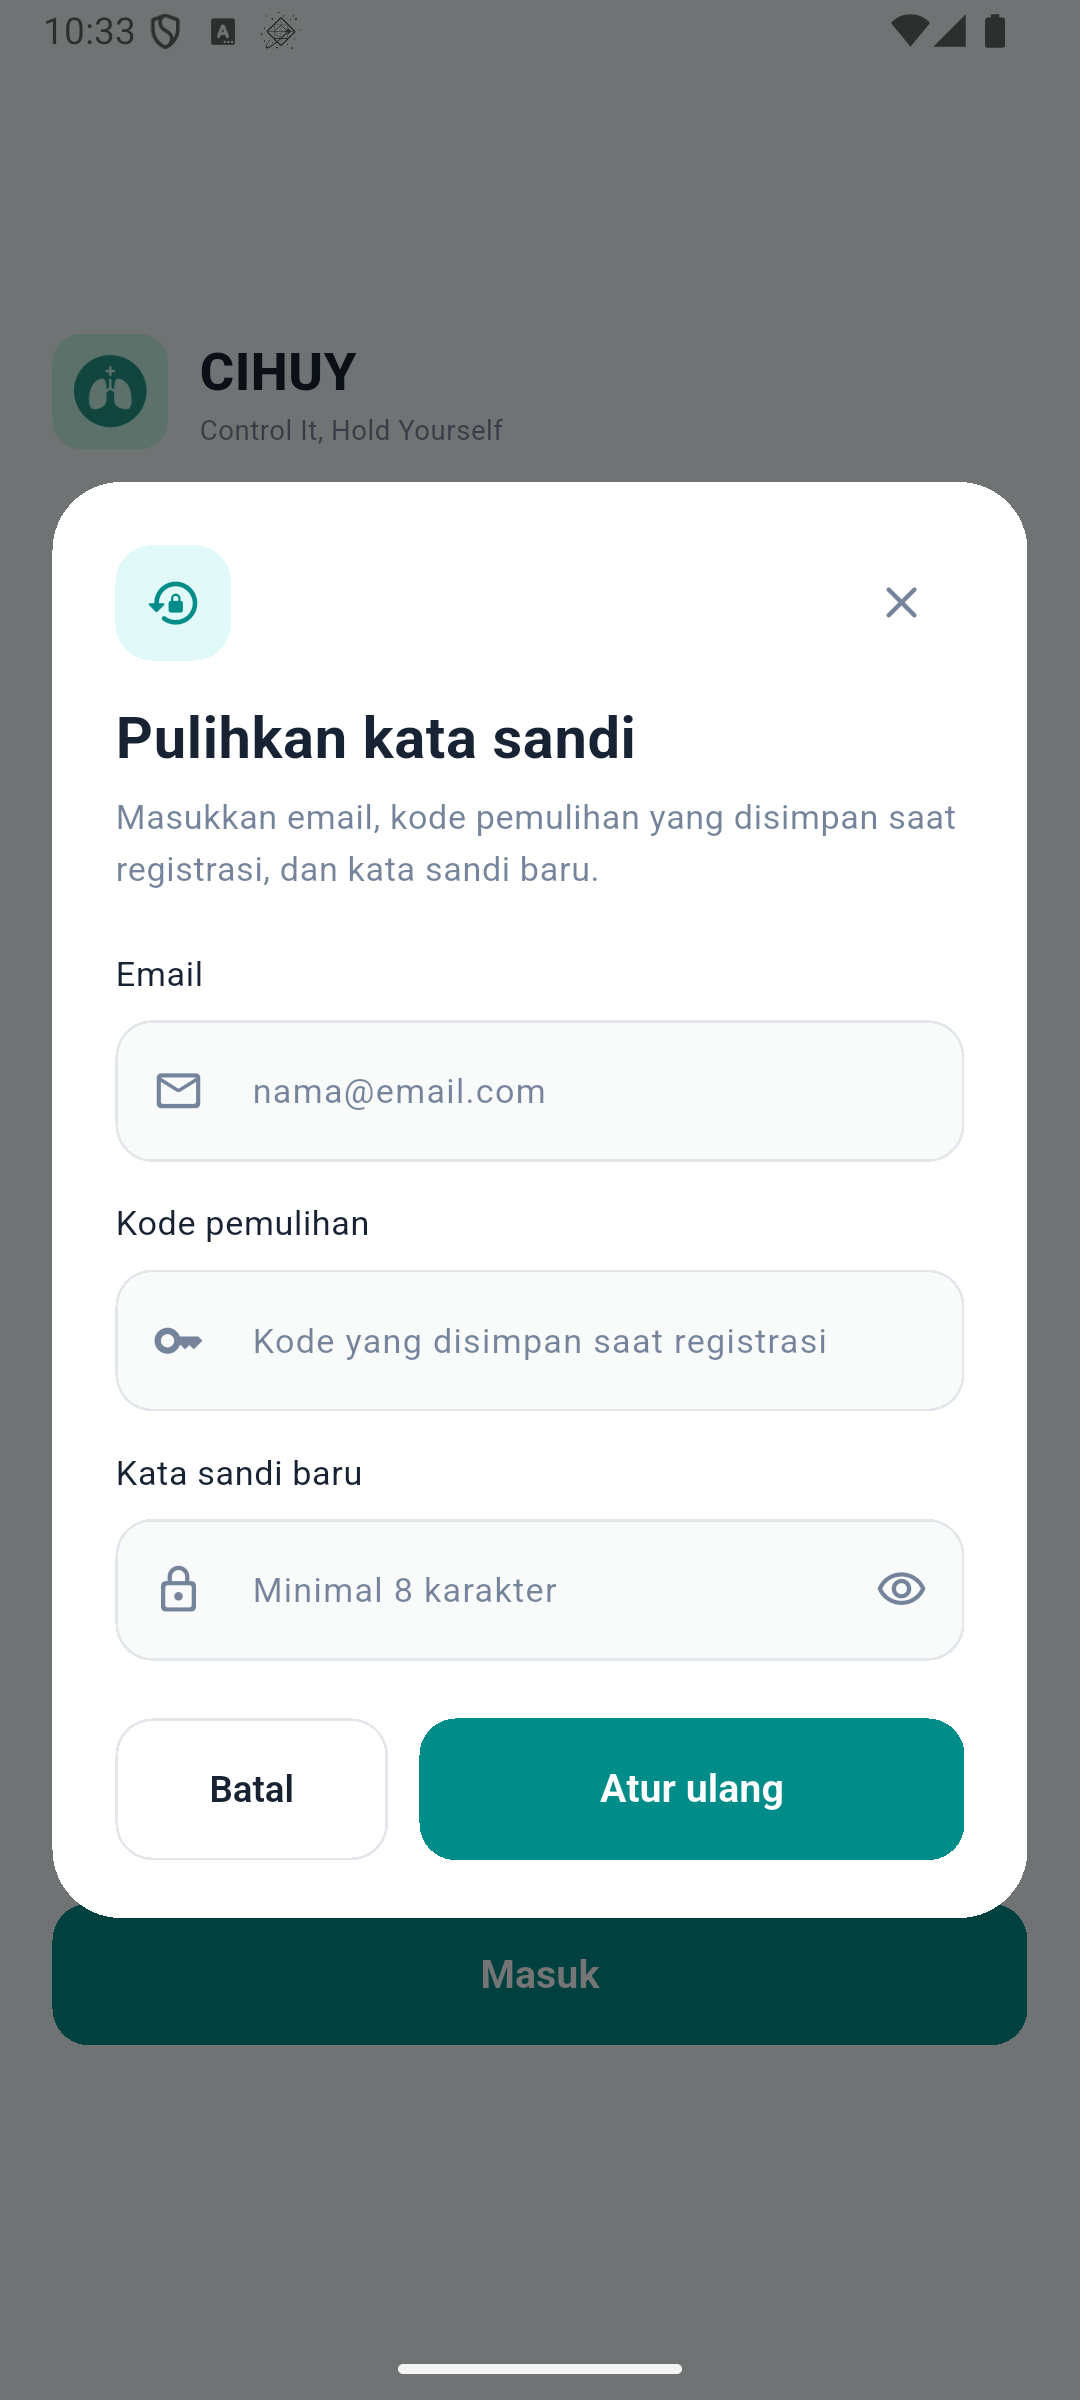 10:33
CIHUY
Control It, Hold Yourself
Pulihkan kata sandi
Masukkan email, kode pemulihan yang disimpan saat
registrasi, dan kata sandi baru.
Email
nama@email.com
Kode pemulihan
Kode yang disimpan saat registrasi
Kata sandi baru
Minimal 8 karakter
Batal
Atur ulang
Masuk